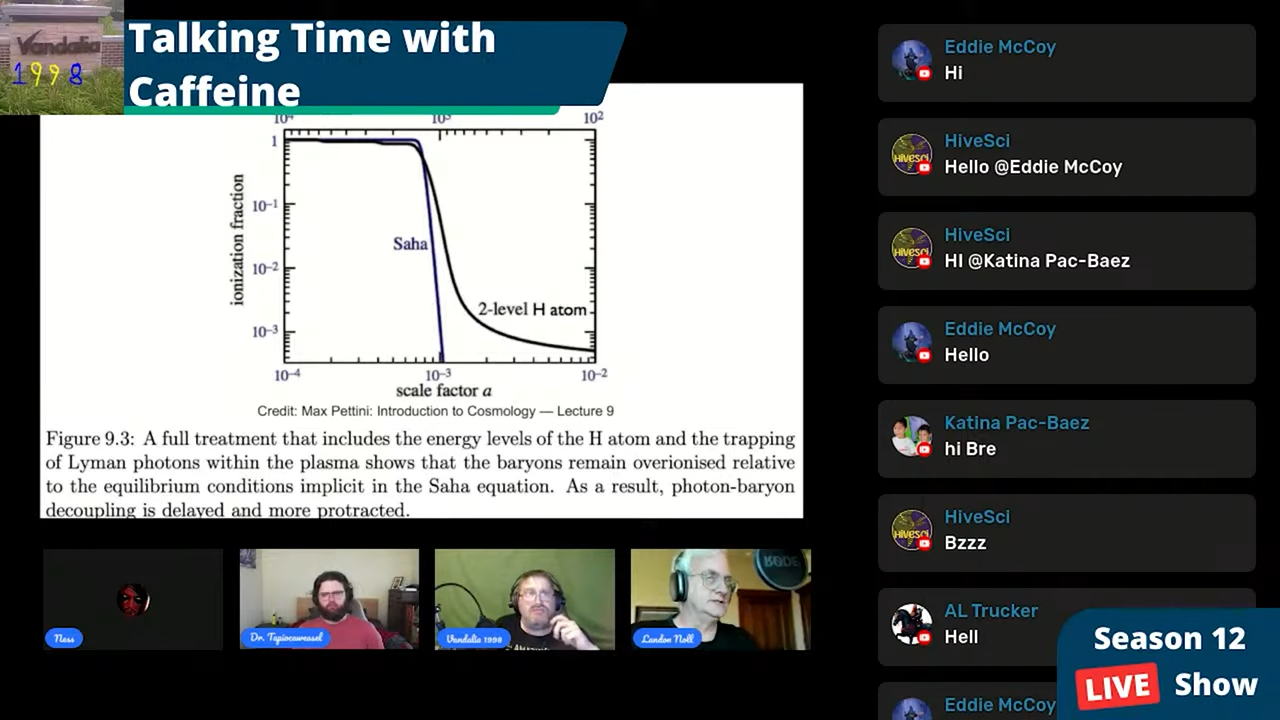 Vandalia
1998
Talking Time with
Caffeine
10⁴
10³
10²
1
10⁻¹
10⁻²
10⁻³
ionization fraction
Saha
2-level H atom
10⁻⁴
10⁻³
10⁻²
scale factor a
Credit: Max Pettini: Introduction to Cosmology — Lecture 9
Figure 9.3: A full treatment that includes the energy levels of the H atom and the trapping
of Lyman photons within the plasma shows that the baryons remain overionised relative
to the equilibrium conditions implicit in the Saha equation. As a result, photon-baryon
decoupling is delayed and more protracted.
Ness
Dr. Tapiocaweasel
Vandalia 1998
Landon Noll
RØDE
Eddie McCoy
Hi
HiveSci
Hello @Eddie McCoy
HiveSci
HI @Katina Pac-Baez
Eddie McCoy
Hello
Katina Pac-Baez
hi Bre
HiveSci
Bzzz
AL Trucker
Hell
Eddie McCoy
Season 12
LIVE Show